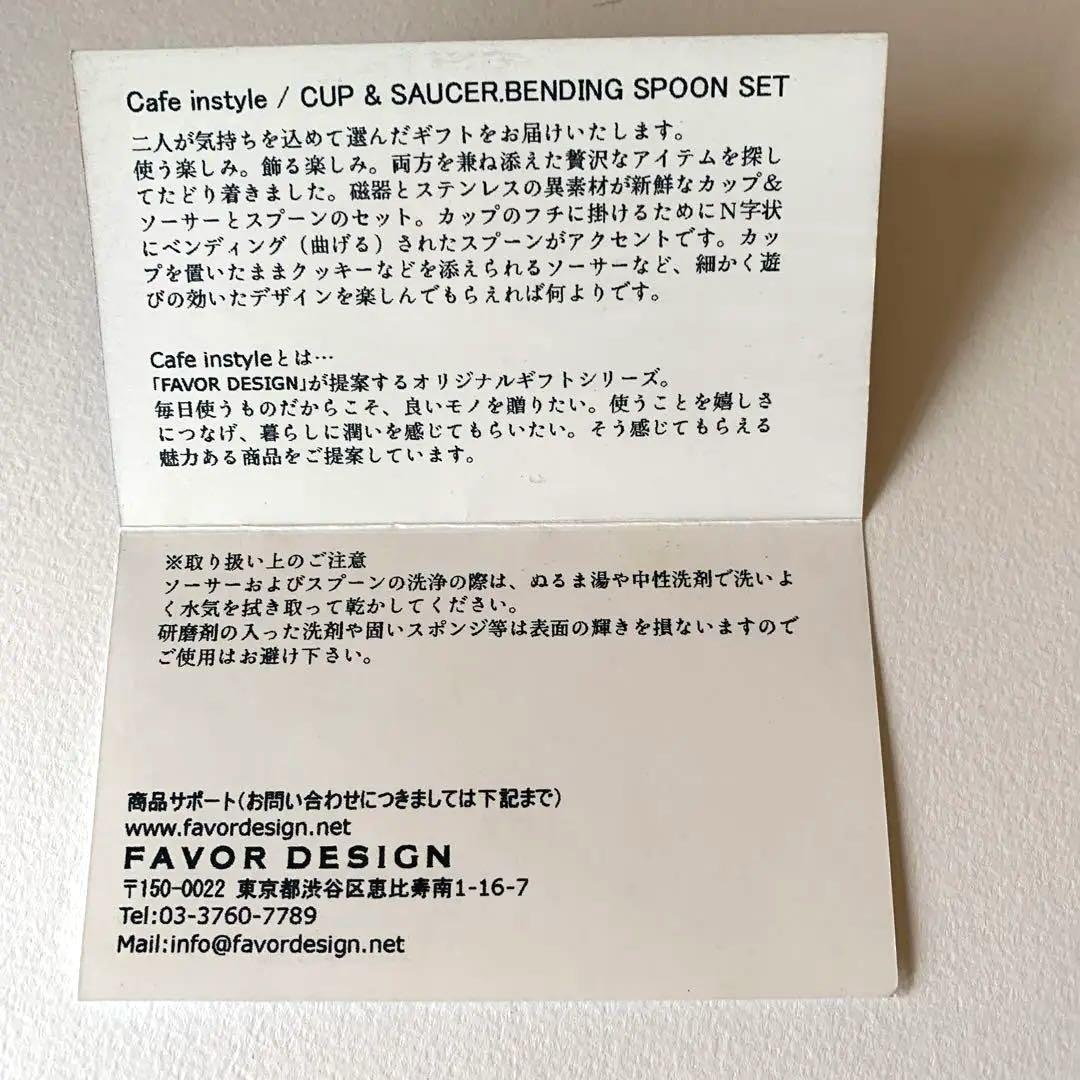 Cafe instyle / CUP & SAUCER.BENDING SPOON SET
二人が気持ちを込めて選んだギフトをお届けいたします。
使う楽しみ。飾る楽しみ。両方を兼ね添えた贅沢なアイテムを探し
てたどり着きました。磁器とステンレスの異素材が新鮮なカップ&
ソーサーとスプーンのセット。カップのフチに掛けるためにN字状
にベンディング（曲げる）されたスプーンがアクセントです。カッ
プを置いたままクッキーなどを添えられるソーサーなど、細かく遊
びの効いたデザインを楽しんでもらえれば何よりです。
Cafe instyleとは…
「FAVOR DESIGN」が提案するオリジナルギフトシリーズ。
毎日使うものだからこそ、良いモノを贈りたい。使うことを嬉しさ
につなげ、暮らしに潤いを感じてもらいたい。そう感じてもらえる
魅力ある商品をご提案しています。
※取り扱い上のご注意
ソーサーおよびスプーンの洗浄の際は、ぬるま湯や中性洗剤で洗いよ
く水気を拭き取って乾かしてください。
研磨剤の入った洗剤や固いスポンジ等は表面の輝きを損ないますので
ご使用はお避け下さい。
商品サポート(お問い合わせにつきましては下記まで)
www.favordesign.net
FAVOR DESIGN
〒150-0022 東京都渋谷区恵比寿南1-16-7
Tel:03-3760-7789
Mail:info@favordesign.net